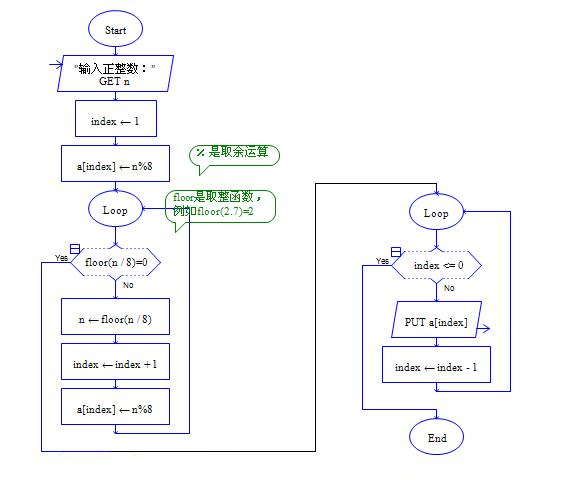 Start
"输入正整数："
GET n
index ← 1
a[index] ← n%8
% 是取余运算
Loop
floor是取整函数，
例如floor(2.7)=2
Yes
floor(n / 8)=0
No
n ← floor(n / 8)
index ← index + 1
a[index] ← n%8
Loop
Yes
index <= 0
No
PUT a[index]
index ← index - 1
End